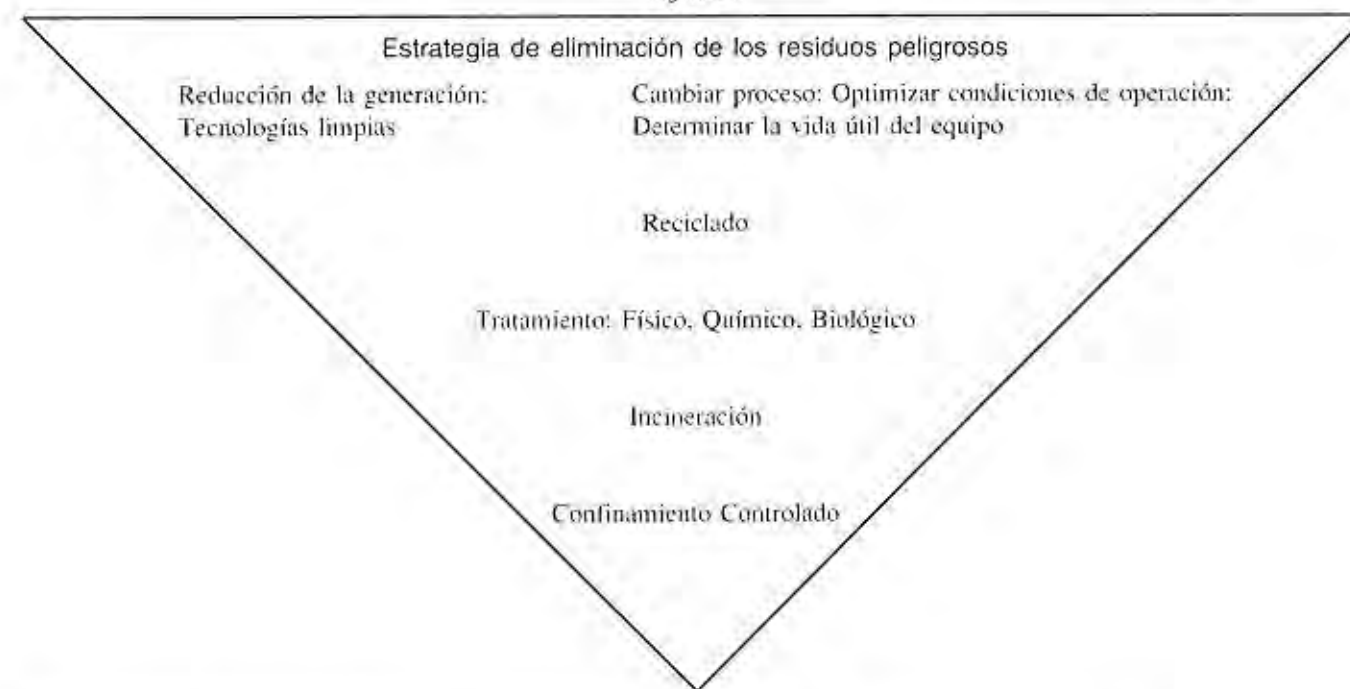 Estrategia de eliminación de los residuos peligrosos
Reducción de la generación:
Tecnologías limpias
Cambiar proceso: Optimizar condiciones de operación:
Determinar la vida útil del equipo
Reciclado
Tratamiento: Físico, Químico, Biológico
Incineración
Confinamiento Controlado